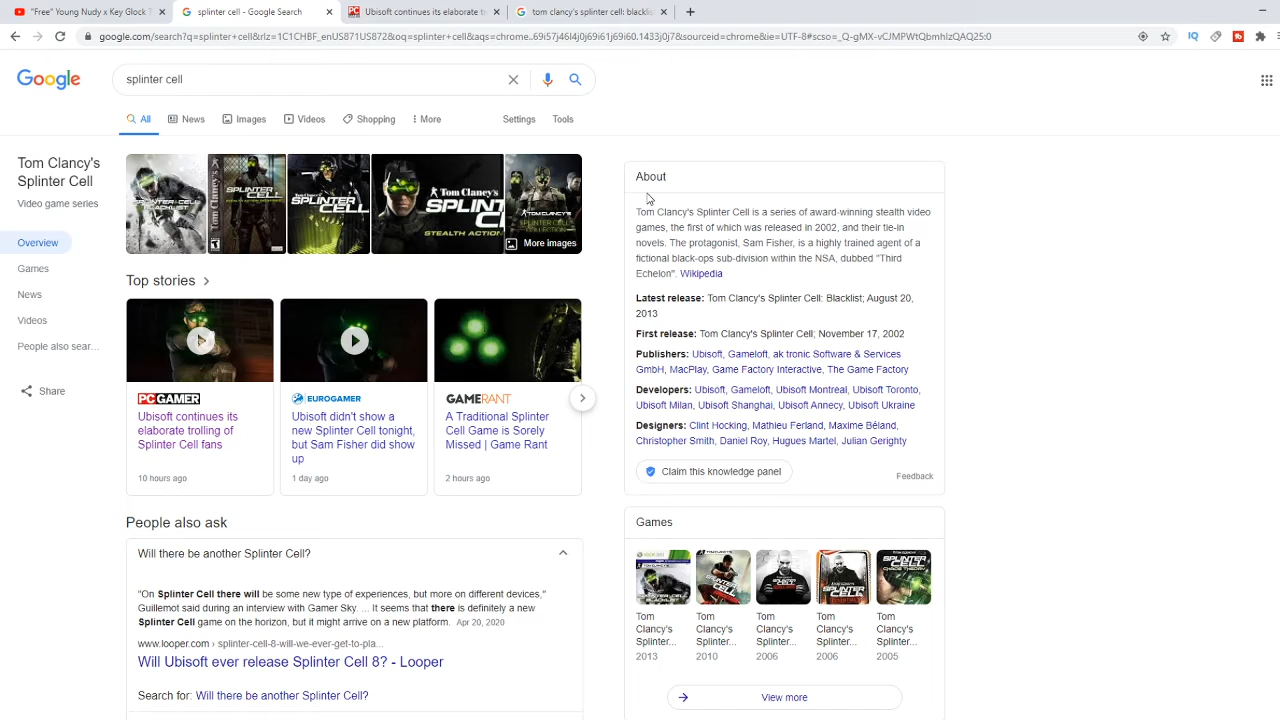 "Free" Young Nudy x Key Glock T
splinter cell - Google Search
Ubisoft continues its elaborate tr
tom clancy's splinter cell: blacklis
google.com/search?q=splinter+cell&rlz=1C1CHBF_enUS871US872&oq=splinter+cell&aqs=chrome..69i57j46l4j0j69i61j69i60.1433j0j7&sourceid=chrome&ie=UTF-8#scso=_Q-gMX-vCJMPWtQbmhIzQAQ25:0
Google
splinter cell
All
News
Images
Videos
Shopping
More
Settings
Tools
Tom Clancy's
Splinter Cell
Video game series
Overview
Games
News
Videos
People also sear...
Share
More images
Top stories
PC GAMER
Ubisoft continues its
elaborate trolling of
Splinter Cell fans
10 hours ago
EUROGAMER
Ubisoft didn't show a
new Splinter Cell tonight,
but Sam Fisher did show
up
1 day ago
GAMERANT
A Traditional Splinter
Cell Game is Sorely
Missed | Game Rant
2 hours ago
People also ask
Will there be another Splinter Cell?
"On Splinter Cell there will be some new type of experiences, but more on different devices,"
Guillemot said during an interview with Gamer Sky. ... It seems that there is definitely a new
Splinter Cell game on the horizon, but it might arrive on a new platform. Apr 20, 2020
www.looper.com › splinter-cell-8-will-we-ever-get-to-pla...
Will Ubisoft ever release Splinter Cell 8? - Looper
Search for: Will there be another Splinter Cell?
About
Tom Clancy's Splinter Cell is a series of award-winning stealth video
games, the first of which was released in 2002, and their tie-in
novels. The protagonist, Sam Fisher, is a highly trained agent of a
fictional black-ops sub-division within the NSA, dubbed "Third
Echelon". Wikipedia
Latest release: Tom Clancy's Splinter Cell: Blacklist; August 20,
2013
First release: Tom Clancy's Splinter Cell; November 17, 2002
Publishers: Ubisoft, Gameloft, ak tronic Software & Services
GmbH, MacPlay, Game Factory Interactive, The Game Factory
Developers: Ubisoft, Gameloft, Ubisoft Montreal, Ubisoft Toronto,
Ubisoft Milan, Ubisoft Shanghai, Ubisoft Annecy, Ubisoft Ukraine
Designers: Clint Hocking, Mathieu Ferland, Maxime Béland,
Christopher Smith, Daniel Roy, Hugues Martel, Julian Gerighty
Claim this knowledge panel
Feedback
Games
Tom
Clancy's
Splinter...
2013
Tom
Clancy's
Splinter...
2010
Tom
Clancy's
Splinter...
2006
Tom
Clancy's
Splinter...
2006
Tom
Clancy's
Splinter...
2005
View more